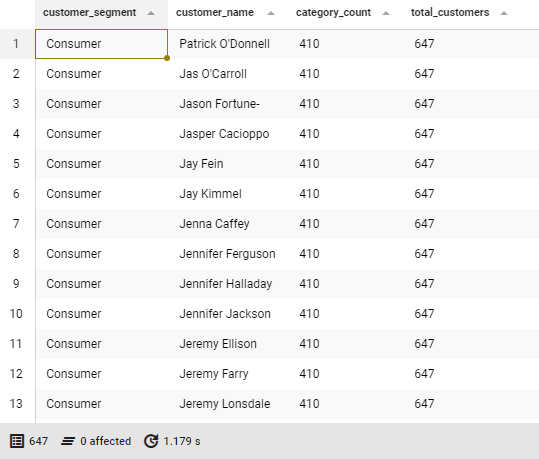 customer_segment customer_name category_count total_customers
1 Consumer Patrick O'Donnell 410 647
2 Consumer Jas O'Carroll 410 647
3 Consumer Jason Fortune- 410 647
4 Consumer Jasper Cacioppo 410 647
5 Consumer Jay Fein 410 647
6 Consumer Jay Kimmel 410 647
7 Consumer Jenna Caffey 410 647
8 Consumer Jennifer Ferguson 410 647
9 Consumer Jennifer Halladay 410 647
10 Consumer Jennifer Jackson 410 647
11 Consumer Jeremy Ellison 410 647
12 Consumer Jeremy Farry 410 647
13 Consumer Jeremy Lonsdale 410 647
647 0 affected 1.179 s